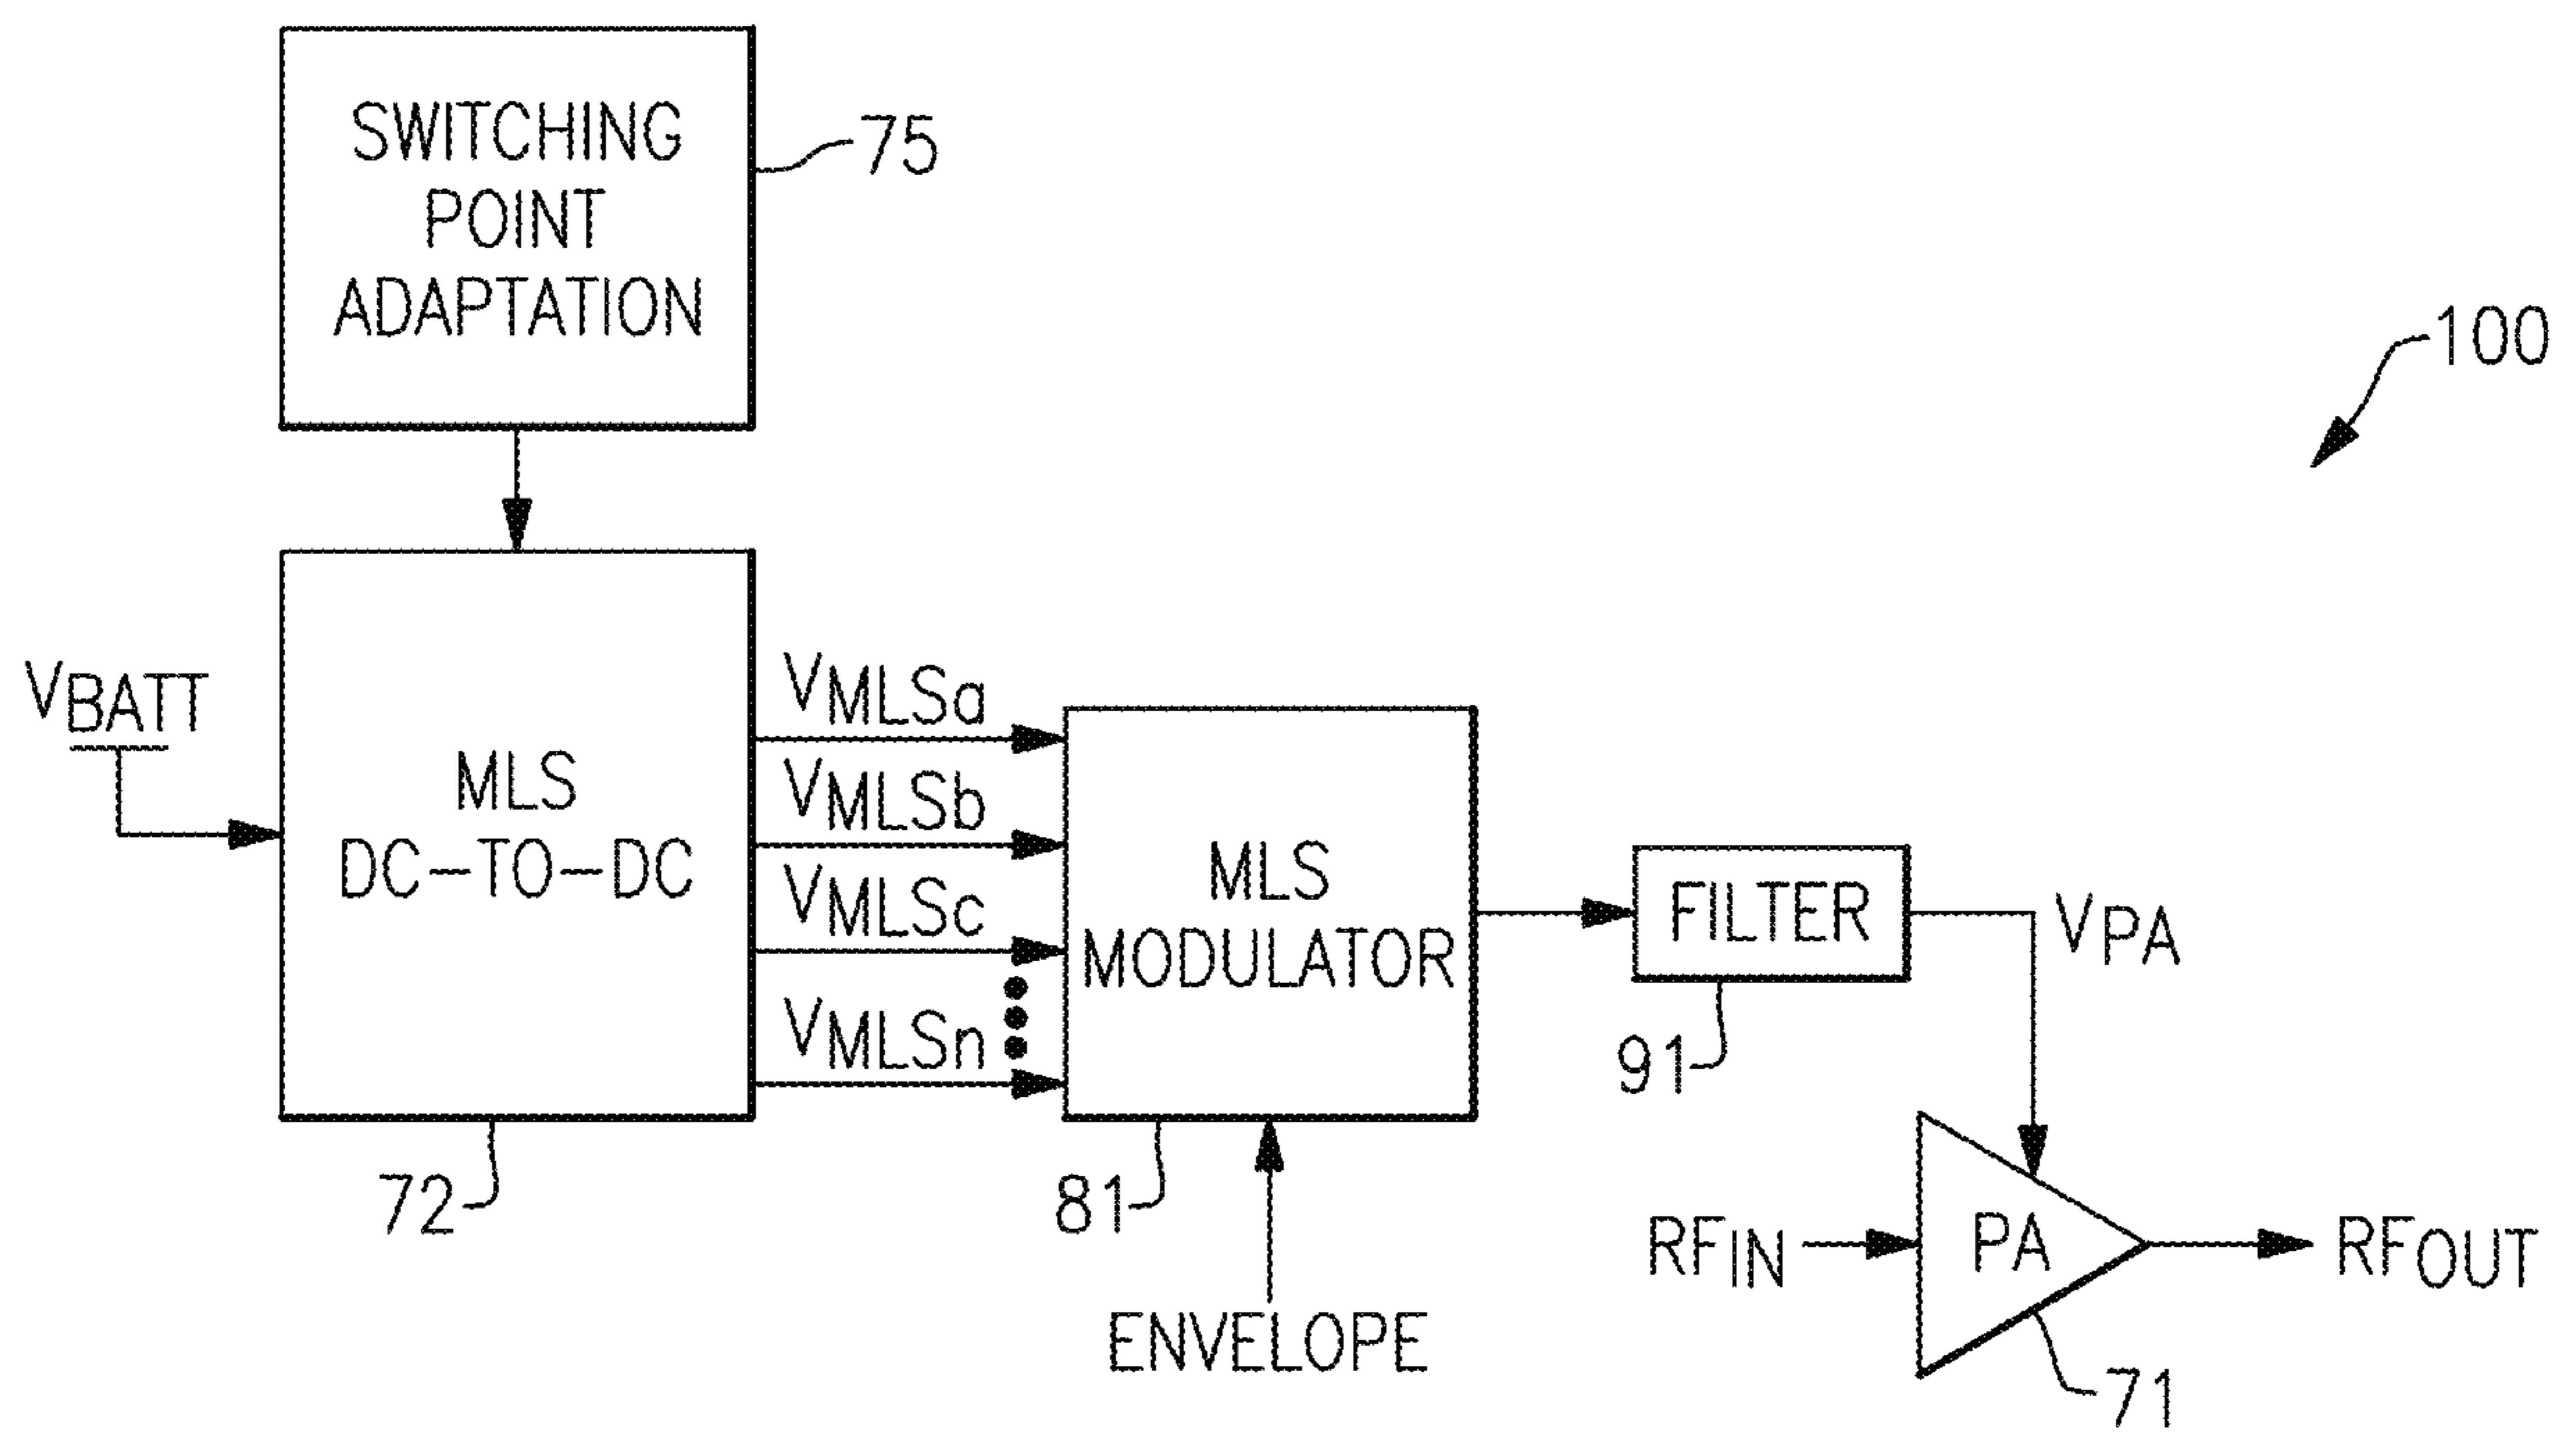 SWITCHING
POINT
ADAPTATION
75
100
VBATT
MLS
DC-TO-DC
72
VMLSa
VMLSb
VMLSc
VMLSn
MLS
MODULATOR
81
ENVELOPE
FILTER
91
VPA
RFIN
PA
RFOUT
71